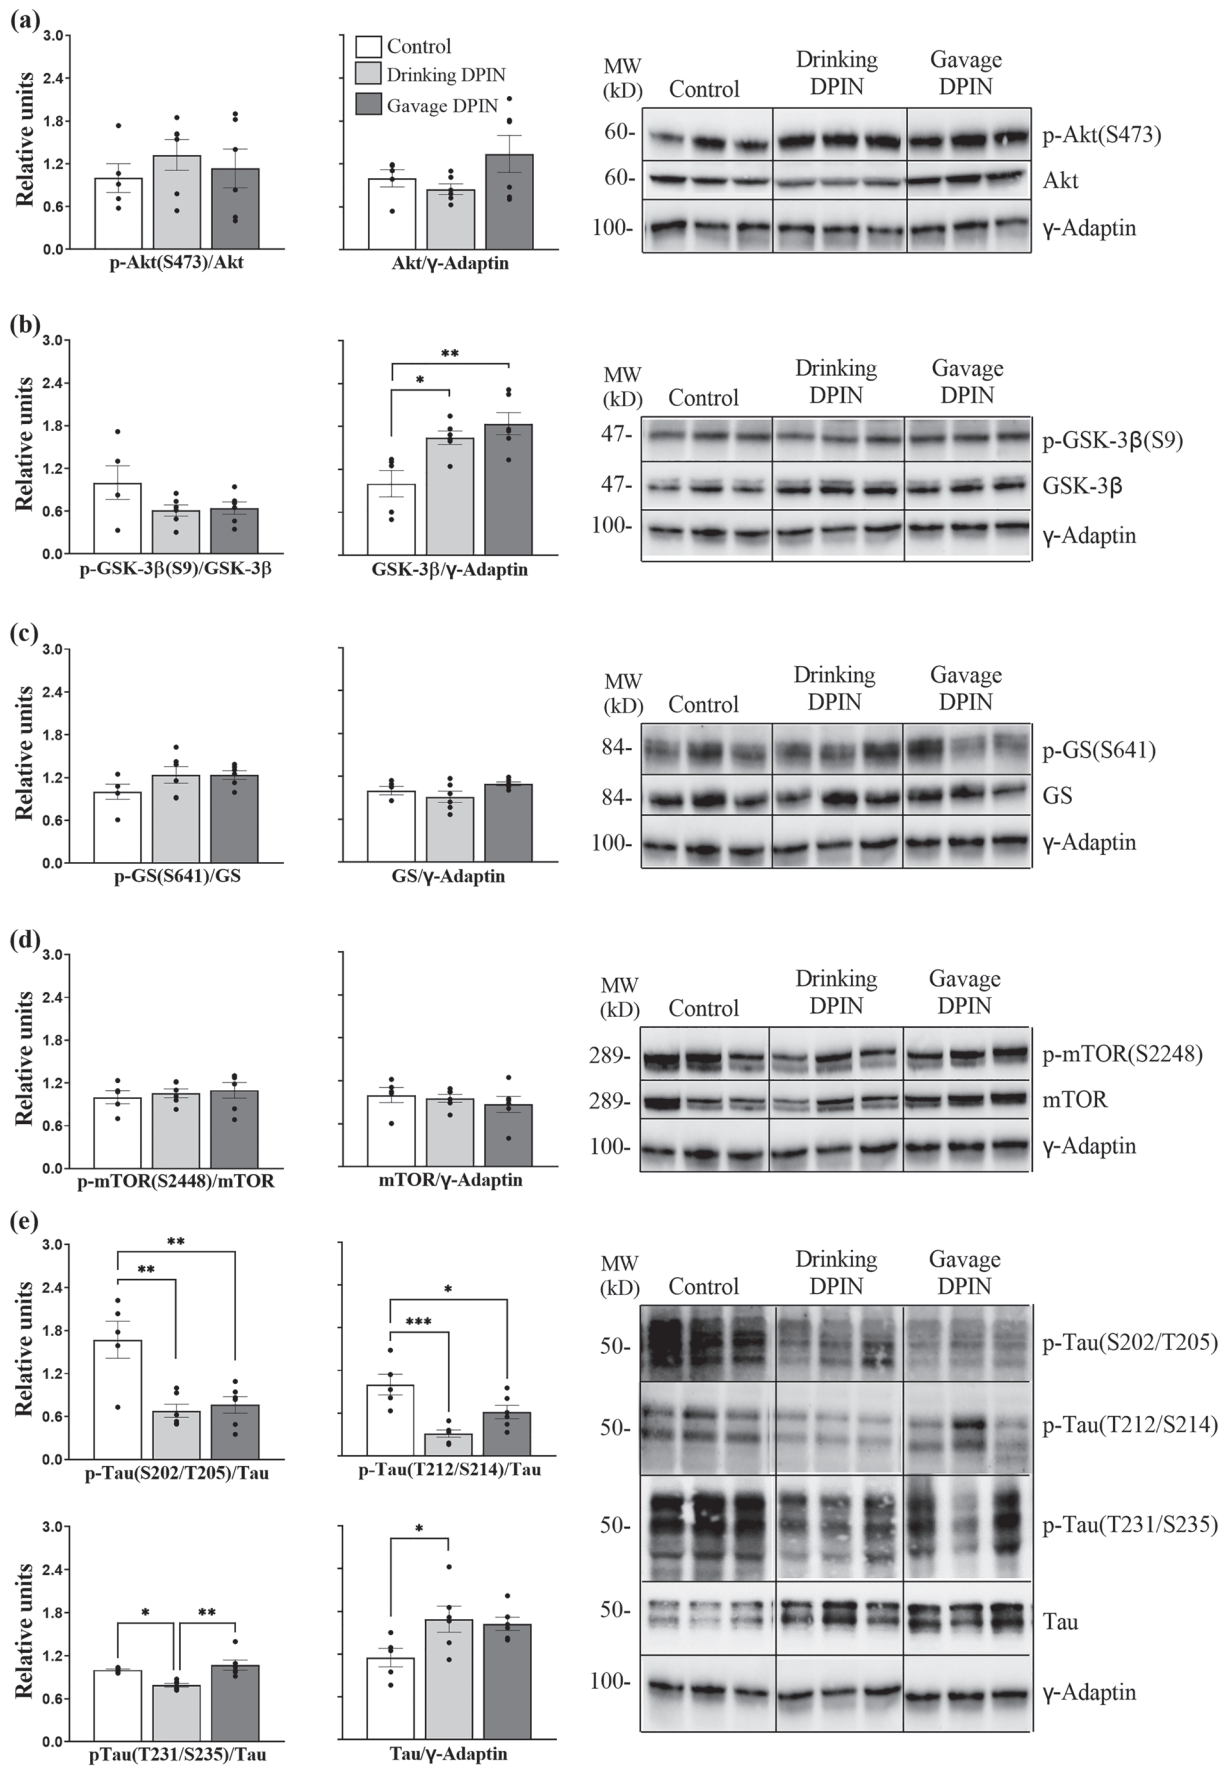 (a)
3.0
2.4
1.8
1.2
0.6
0.0
Relative units
p-Akt(S473)/Akt
Control
Drinking DPIN
Gavage DPIN
Akt/γ-Adaptin
MW
(kD)
Control
Drinking
DPIN
Gavage
DPIN
60-
p-Akt(S473)
60-
Akt
100-
γ-Adaptin
(b)
3.0
2.4
1.8
1.2
0.6
0.0
Relative units
p-GSK-3β(S9)/GSK-3β
**
*
GSK-3β/γ-Adaptin
MW
(kD)
Control
Drinking
DPIN
Gavage
DPIN
47-
p-GSK-3β(S9)
47-
GSK-3β
100-
γ-Adaptin
(c)
3.0
2.4
1.8
1.2
0.6
0.0
Relative units
p-GS(S641)/GS
GS/γ-Adaptin
MW
(kD)
Control
Drinking
DPIN
Gavage
DPIN
84-
p-GS(S641)
84-
GS
100-
γ-Adaptin
(d)
3.0
2.4
1.8
1.2
0.6
0.0
Relative units
p-mTOR(S2448)/mTOR
mTOR/γ-Adaptin
MW
(kD)
Control
Drinking
DPIN
Gavage
DPIN
289-
p-mTOR(S2248)
289-
mTOR
100-
γ-Adaptin
(e)
3.0
2.4
1.8
1.2
0.6
0.0
Relative units
**
**
p-Tau(S202/T205)/Tau
*
***
p-Tau(T212/S214)/Tau
3.0
2.4
1.8
1.2
0.6
0.0
Relative units
*
**
pTau(T231/S235)/Tau
*
Tau/γ-Adaptin
MW
(kD)
Control
Drinking
DPIN
Gavage
DPIN
50-
p-Tau(S202/T205)
50-
p-Tau(T212/S214)
50-
p-Tau(T231/S235)
50-
Tau
100-
γ-Adaptin